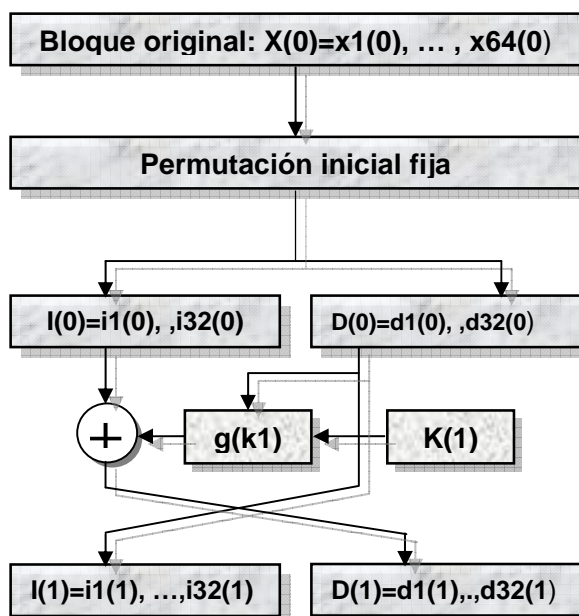 Bloque original: X(0)=x1(0), … , x64(0)
Permutación inicial fija
I(0)=i1(0), ,i32(0)
D(0)=d1(0), ,d32(0)
+
g(k1)
K(1)
I(1)=i1(1), …,i32(1)
D(1)=d1(1),.,d32(1)